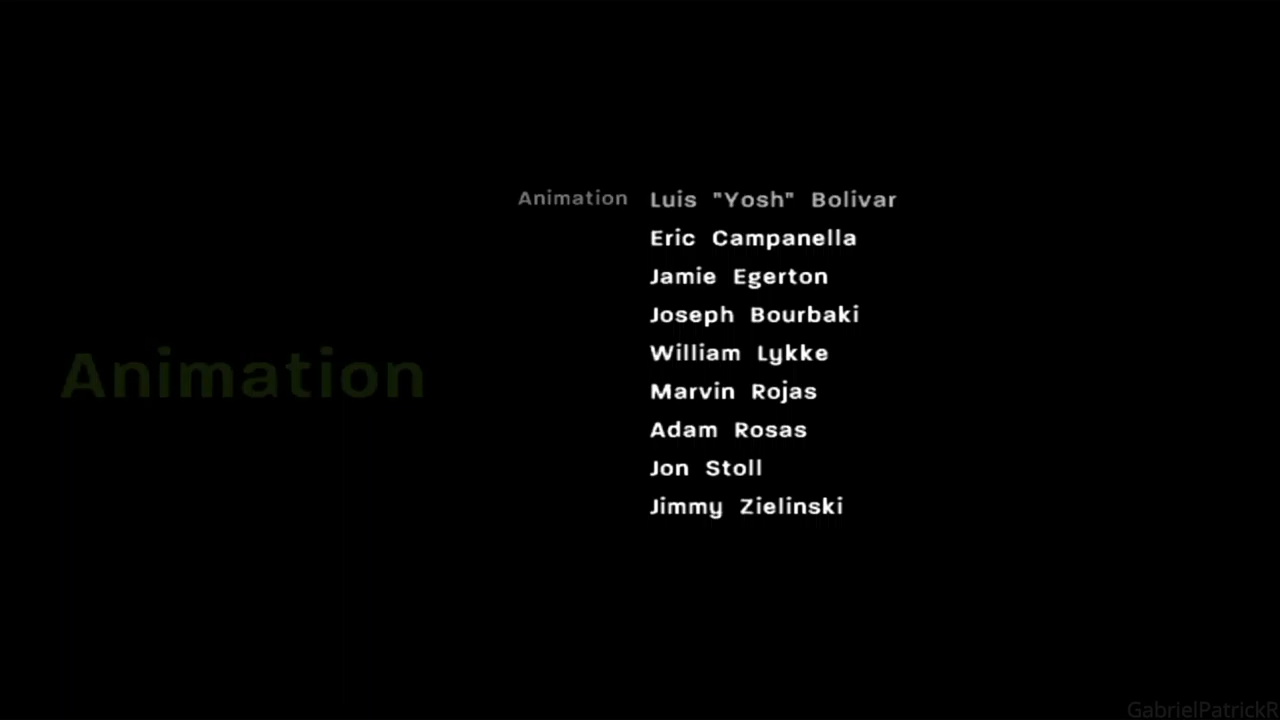 Animation Luis "Yosh" Bolivar
Eric Campanella
Jamie Egerton
Joseph Bourbaki
William Lykke
Animation
Marvin Rojas
Adam Rosas
Jon Stoll
Jimmy Zielinski
GabrielPatrickR